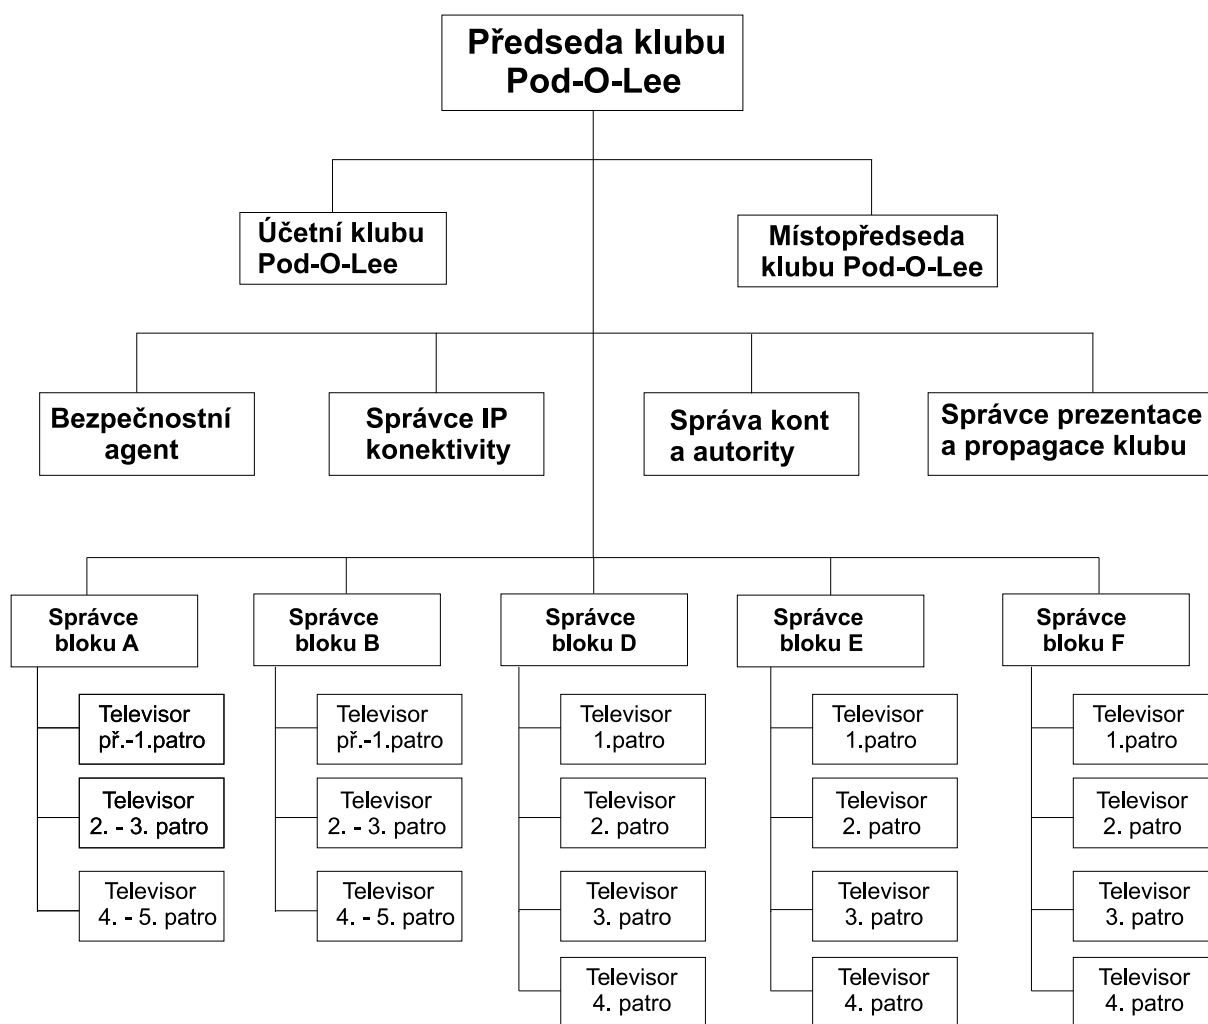 Předseda klubu
Pod-O-Lee
Účetní klubu
Pod-O-Lee
Místopředseda
klubu Pod-O-Lee
Bezpečnostní
agent
Správce IP
konektivity
Správa kont
a autority
Správce prezentace
a propagace klubu
Správce
bloku A
Televisor
př.-1.patro
Televisor
2. - 3. patro
Televisor
4. - 5. patro
Správce
bloku B
Televisor
př.-1.patro
Televisor
2. - 3. patro
Televisor
4. - 5. patro
Správce
bloku D
Televisor
1.patro
Televisor
2. patro
Televisor
3. patro
Televisor
4. patro
Správce
bloku E
Televisor
1.patro
Televisor
2. patro
Televisor
3. patro
Televisor
4. patro
Správce
bloku F
Televisor
1.patro
Televisor
2. patro
Televisor
3. patro
Televisor
4. patro